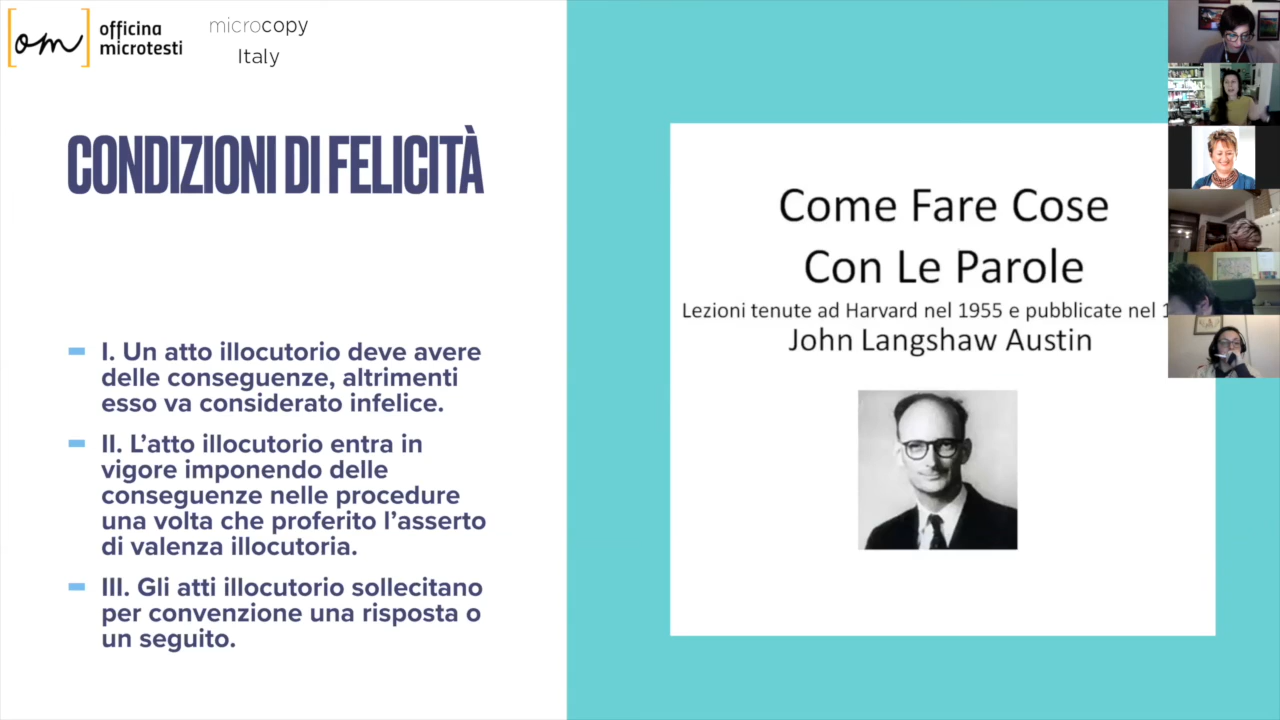 om officina
microtesti
microcopy
Italy
CONDIZIONI DI FELICITÀ
I. Un atto illocutorio deve avere
delle conseguenze, altrimenti
esso va considerato infelice.
II. L’atto illocutorio entra in
vigore imponendo delle
conseguenze nelle procedure
una volta che proferito l’asserto
di valenza illocutoria.
III. Gli atti illocutorio sollecitano
per convenzione una risposta o
un seguito.
Come Fare Cose
Con Le Parole
Lezioni tenute ad Harvard nel 1955 e pubblicate nel
John Langshaw Austin